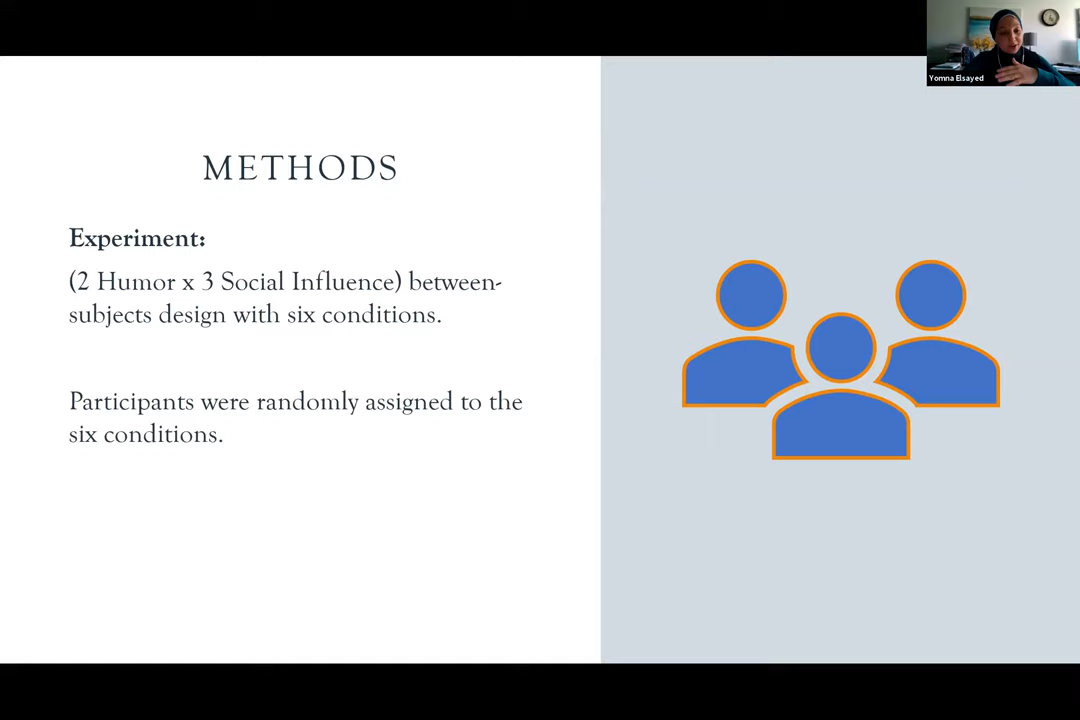 Yomna Elsayed
METHODS
Experiment:
(2 Humor x 3 Social Influence) between-
subjects design with six conditions.
Participants were randomly assigned to the
six conditions.